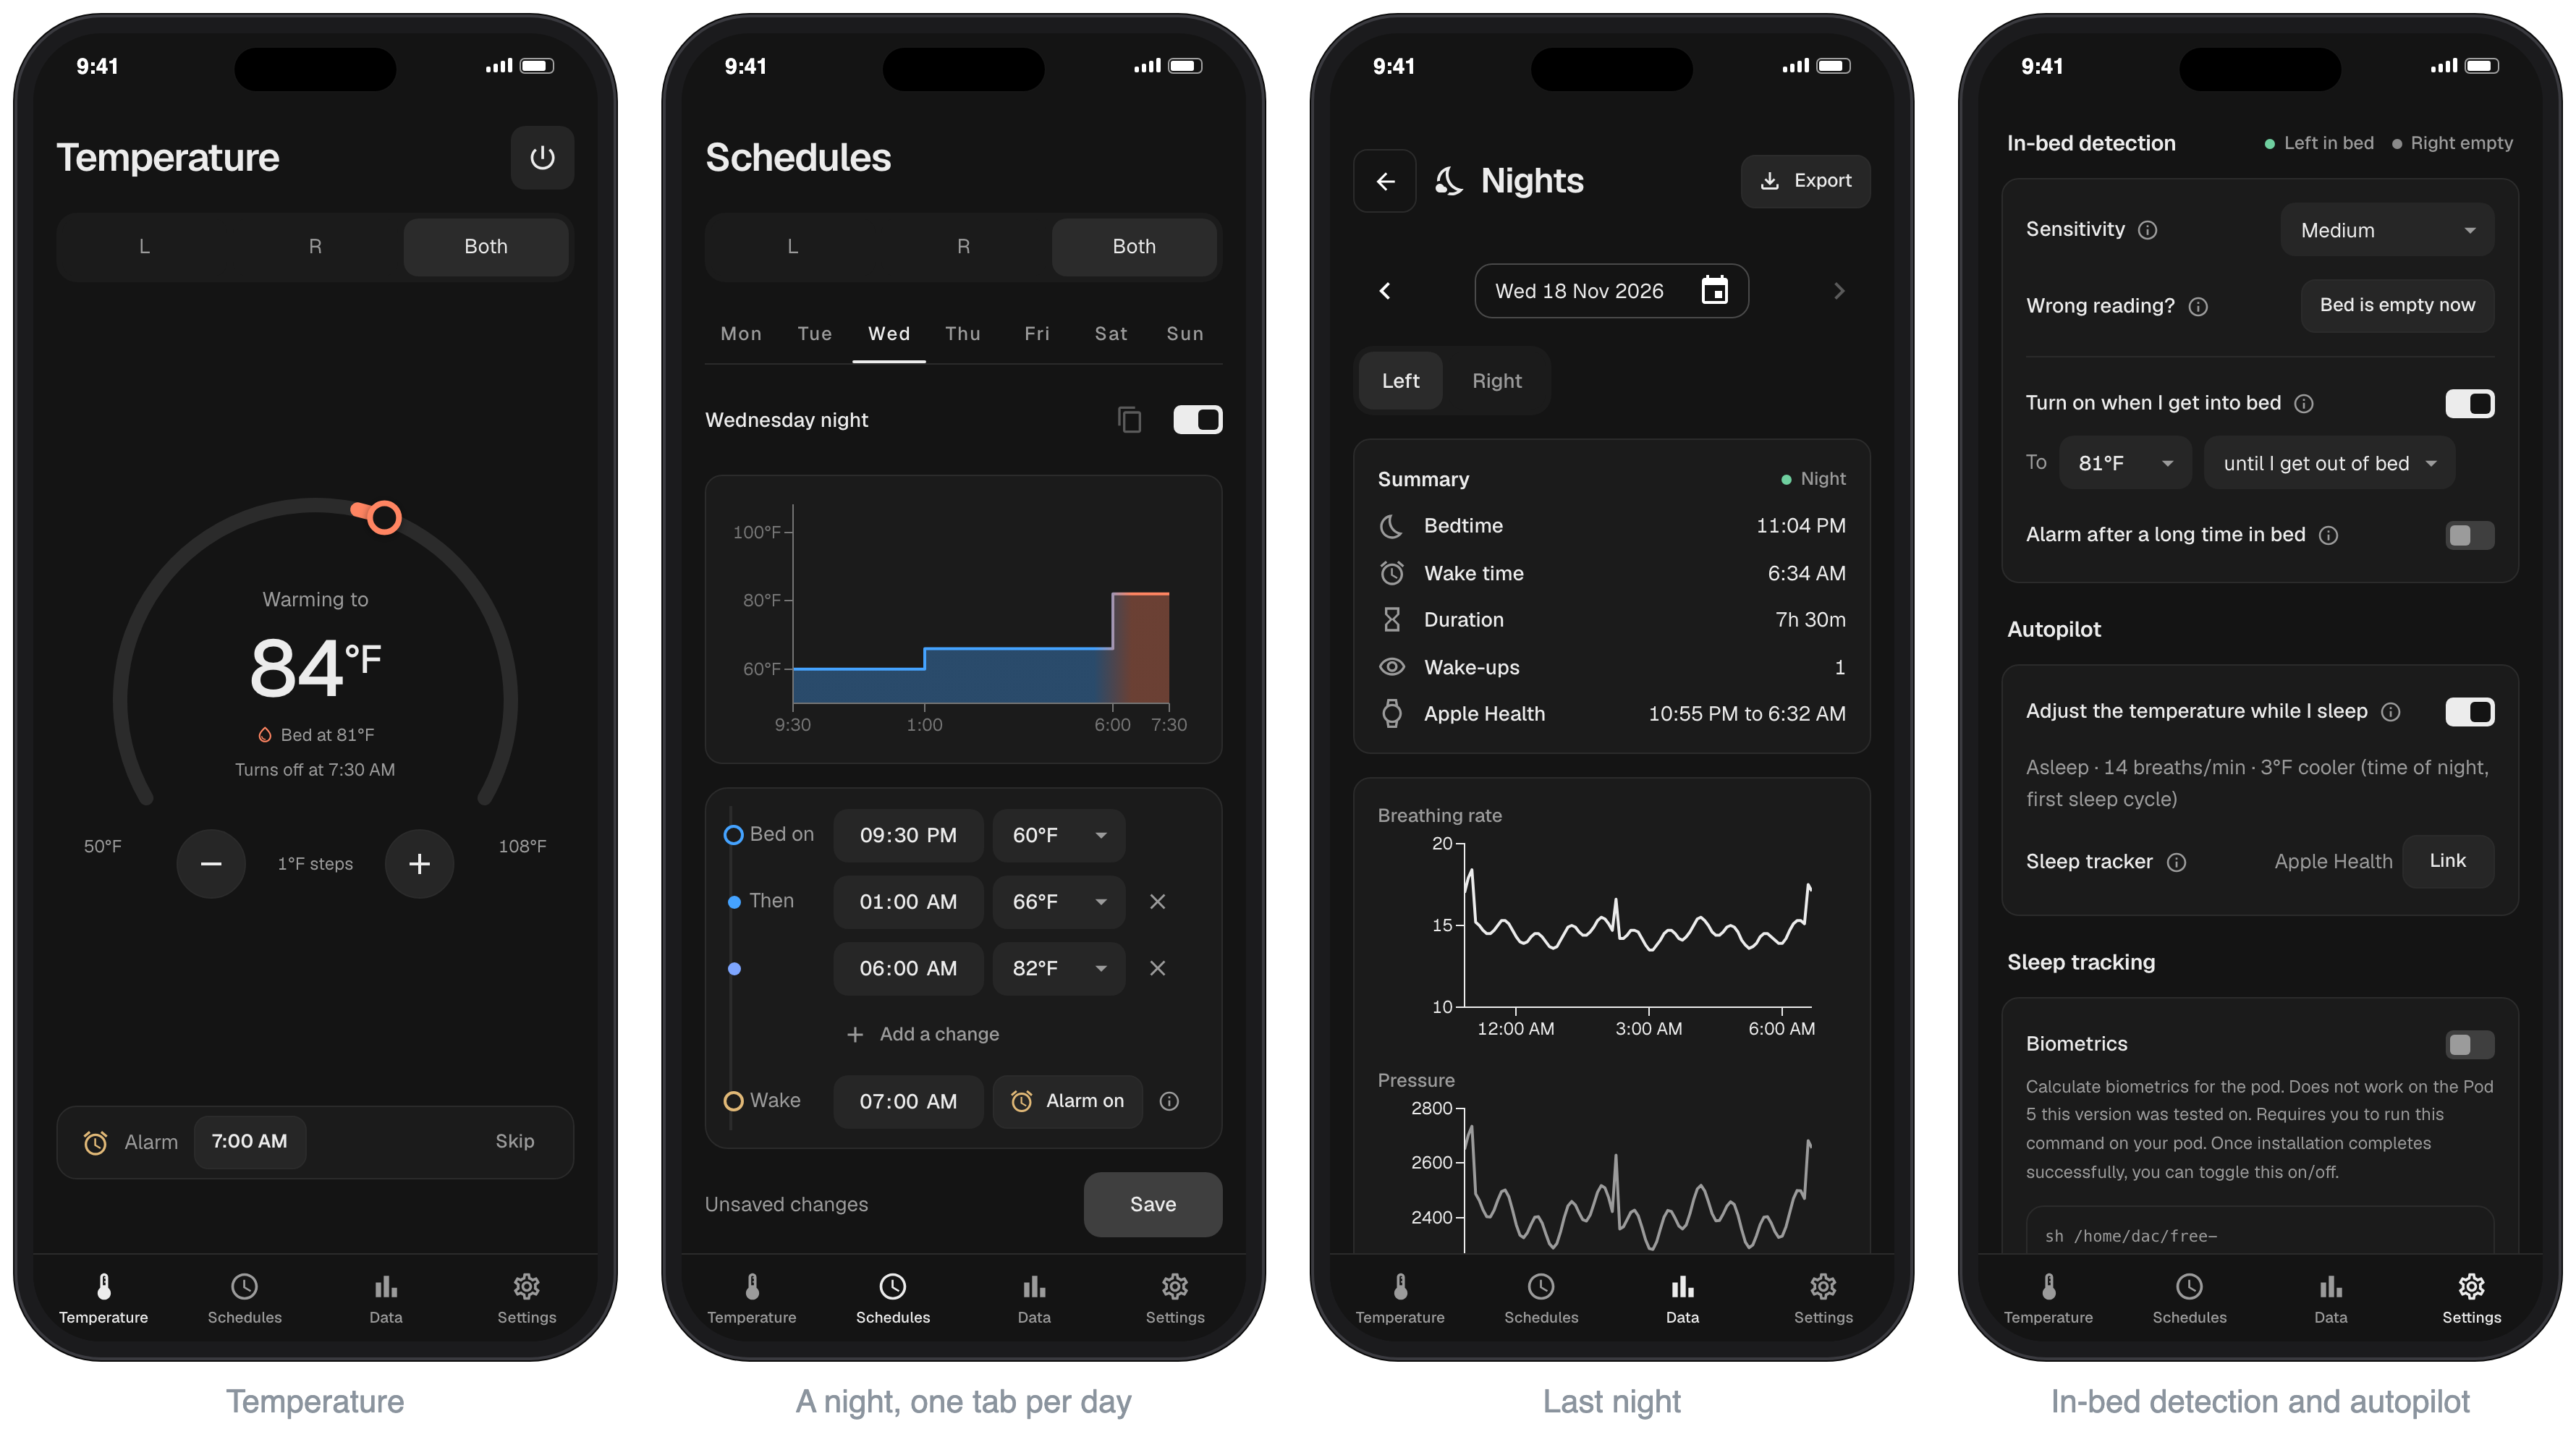 9:41
Temperature
L R Both
Warming to
84°F
Bed at 81°F
Turns off at 7:30 AM
50°F
1°F steps
108°F
Alarm 7:00 AM Skip
Temperature Schedules Data Settings
Temperature
9:41
Schedules
L R Both
Mon Tue Wed Thu Fri Sat Sun
Wednesday night
100°F
80°F
60°F
9:30 1:00 6:00 7:30
Bed on 09:30 PM 60°F
Then 01:00 AM 66°F
06:00 AM 82°F
Add a change
Wake 07:00 AM Alarm on
Unsaved changes Save
Temperature Schedules Data Settings
A night, one tab per day
9:41
Nights Export
Wed 18 Nov 2026
Left Right
Summary Night
Bedtime 11:04 PM
Wake time 6:34 AM
Duration 7h 30m
Wake-ups 1
Apple Health 10:55 PM to 6:32 AM
Breathing rate
20
15
10
12:00 AM 3:00 AM 6:00 AM
Pressure
2800
2600
2400
Temperature Schedules Data Settings
Last night
9:41
In-bed detection Left in bed Right empty
Sensitivity Medium
Wrong reading? Bed is empty now
Turn on when I get into bed
To 81°F until I get out of bed
Alarm after a long time in bed
Autopilot
Adjust the temperature while I sleep
Asleep · 14 breaths/min · 3°F cooler (time of night,
first sleep cycle)
Sleep tracker Apple Health Link
Sleep tracking
Biometrics
Calculate biometrics for the pod. Does not work on the Pod
5 this version was tested on. Requires you to run this
command on your pod. Once installation completes
successfully, you can toggle this on/off.
sh /home/dac/free-
Temperature Schedules Data Settings
In-bed detection and autopilot